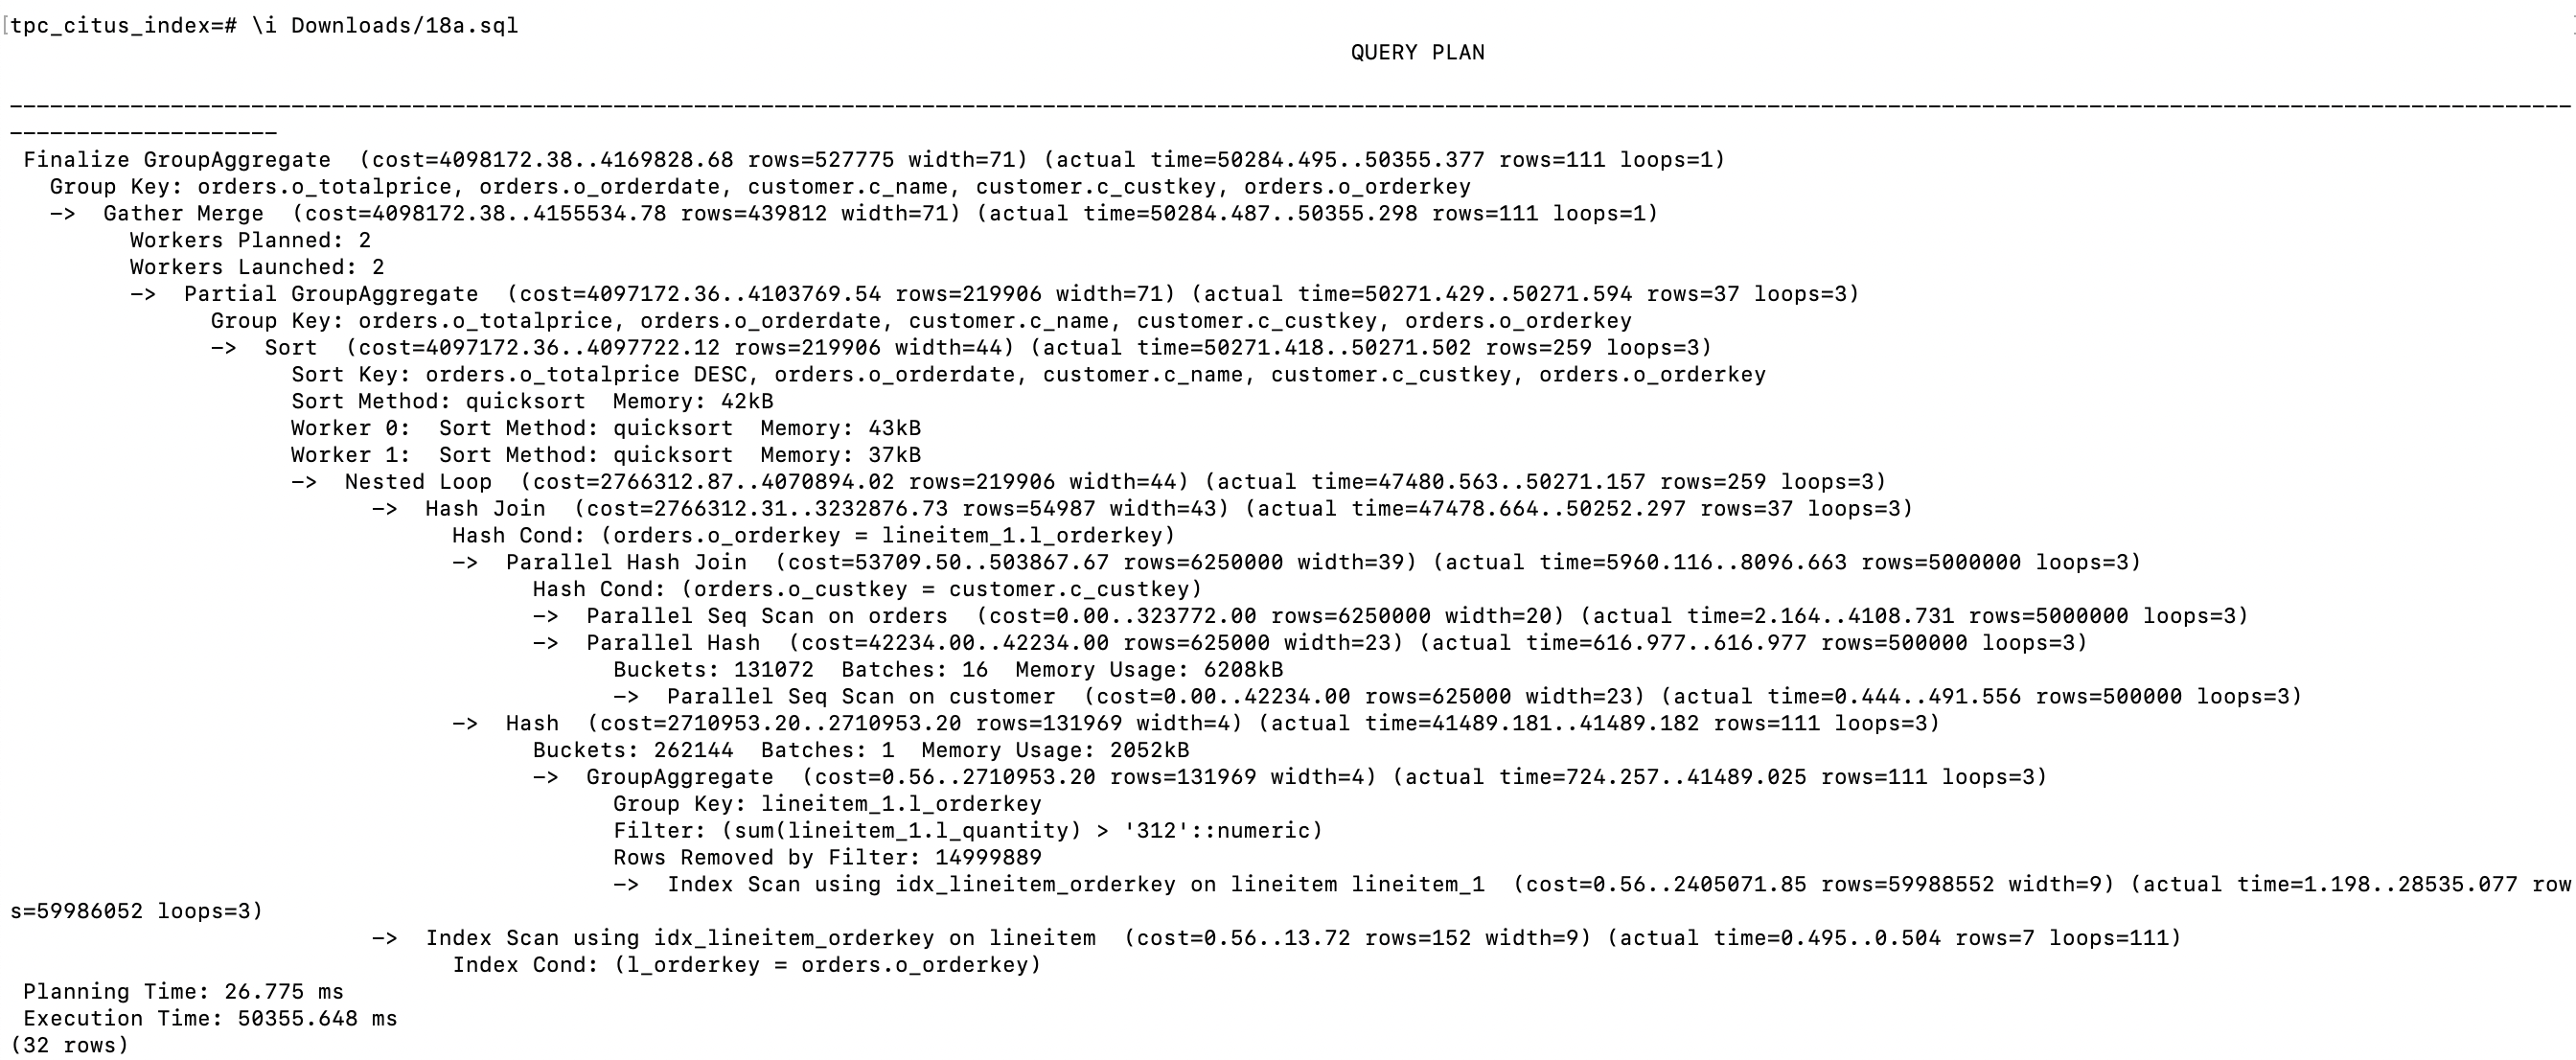 [tpc_citus_index=# \i Downloads/18a.sql ]
QUERY PLAN
----------------------------------------------------------------------------------------------------------------------------------------------------------------------------------------------
--------------------
Finalize GroupAggregate  (cost=4098172.38..4169828.68 rows=527775 width=71) (actual time=50284.495..50355.377 rows=111 loops=1)
Group Key: orders.o_totalprice, orders.o_orderdate, customer.c_name, customer.c_custkey, orders.o_orderkey
->  Gather Merge  (cost=4098172.38..4155534.78 rows=439812 width=71) (actual time=50284.487..50355.298 rows=111 loops=1)
Workers Planned: 2
Workers Launched: 2
->  Partial GroupAggregate  (cost=4097172.36..4103769.54 rows=219906 width=71) (actual time=50271.429..50271.594 rows=37 loops=3)
Group Key: orders.o_totalprice, orders.o_orderdate, customer.c_name, customer.c_custkey, orders.o_orderkey
->  Sort  (cost=4097172.36..4097722.12 rows=219906 width=44) (actual time=50271.418..50271.502 rows=259 loops=3)
Sort Key: orders.o_totalprice DESC, orders.o_orderdate, customer.c_name, customer.c_custkey, orders.o_orderkey
Sort Method: quicksort  Memory: 42kB
Worker 0:  Sort Method: quicksort  Memory: 43kB
Worker 1:  Sort Method: quicksort  Memory: 37kB
->  Nested Loop  (cost=2766312.87..4070894.02 rows=219906 width=44) (actual time=47480.563..50271.157 rows=259 loops=3)
->  Hash Join  (cost=2766312.31..3232876.73 rows=54987 width=43) (actual time=47478.664..50252.297 rows=37 loops=3)
Hash Cond: (orders.o_orderkey = lineitem_1.l_orderkey)
->  Parallel Hash Join  (cost=53709.50..503867.67 rows=6250000 width=39) (actual time=5960.116..8096.663 rows=5000000 loops=3)
Hash Cond: (orders.o_custkey = customer.c_custkey)
->  Parallel Seq Scan on orders  (cost=0.00..323772.00 rows=6250000 width=20) (actual time=2.164..4108.731 rows=5000000 loops=3)
->  Parallel Hash  (cost=42234.00..42234.00 rows=625000 width=23) (actual time=616.977..616.977 rows=500000 loops=3)
Buckets: 131072  Batches: 16  Memory Usage: 6208kB
->  Parallel Seq Scan on customer  (cost=0.00..42234.00 rows=625000 width=23) (actual time=0.444..491.556 rows=500000 loops=3)
->  Hash  (cost=2710953.20..2710953.20 rows=131969 width=4) (actual time=41489.181..41489.182 rows=111 loops=3)
Buckets: 262144  Batches: 1  Memory Usage: 2052kB
->  GroupAggregate  (cost=0.56..2710953.20 rows=131969 width=4) (actual time=724.257..41489.025 rows=111 loops=3)
Group Key: lineitem_1.l_orderkey
Filter: (sum(lineitem_1.l_quantity) > '312'::numeric)
Rows Removed by Filter: 14999889
->  Index Scan using idx_lineitem_orderkey on lineitem lineitem_1  (cost=0.56..2405071.85 rows=59988552 width=9) (actual time=1.198..28535.077 row
s=59986052 loops=3)
->  Index Scan using idx_lineitem_orderkey on lineitem  (cost=0.56..13.72 rows=152 width=9) (actual time=0.495..0.504 rows=7 loops=111)
Index Cond: (l_orderkey = orders.o_orderkey)
Planning Time: 26.775 ms
Execution Time: 50355.648 ms
(32 rows)